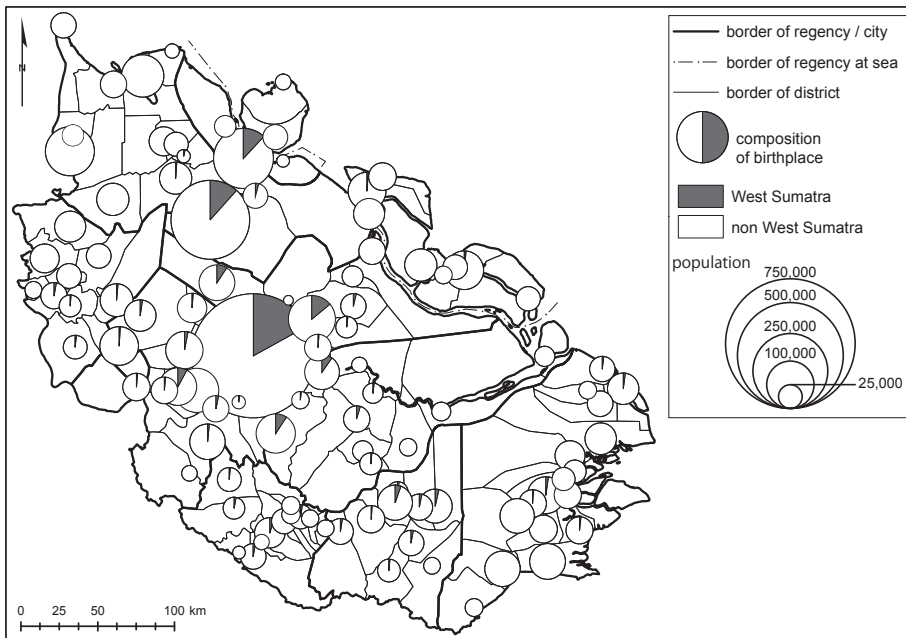 N
border of regency / city
border of regency at sea
border of district
composition
of birthplace
West Sumatra
non West Sumatra
population
750,000
500,000
250,000
100,000
25,000
0 25 50 100 km